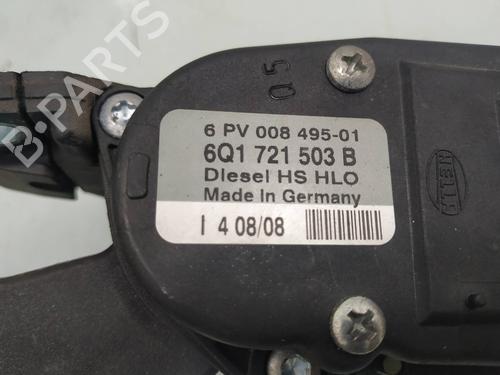 B-PARTS
Q5
6 PV 008 495-01
6Q1 721 503 B
Diesel HS HLO
Made in Germany
I 4 08/08
HELLA